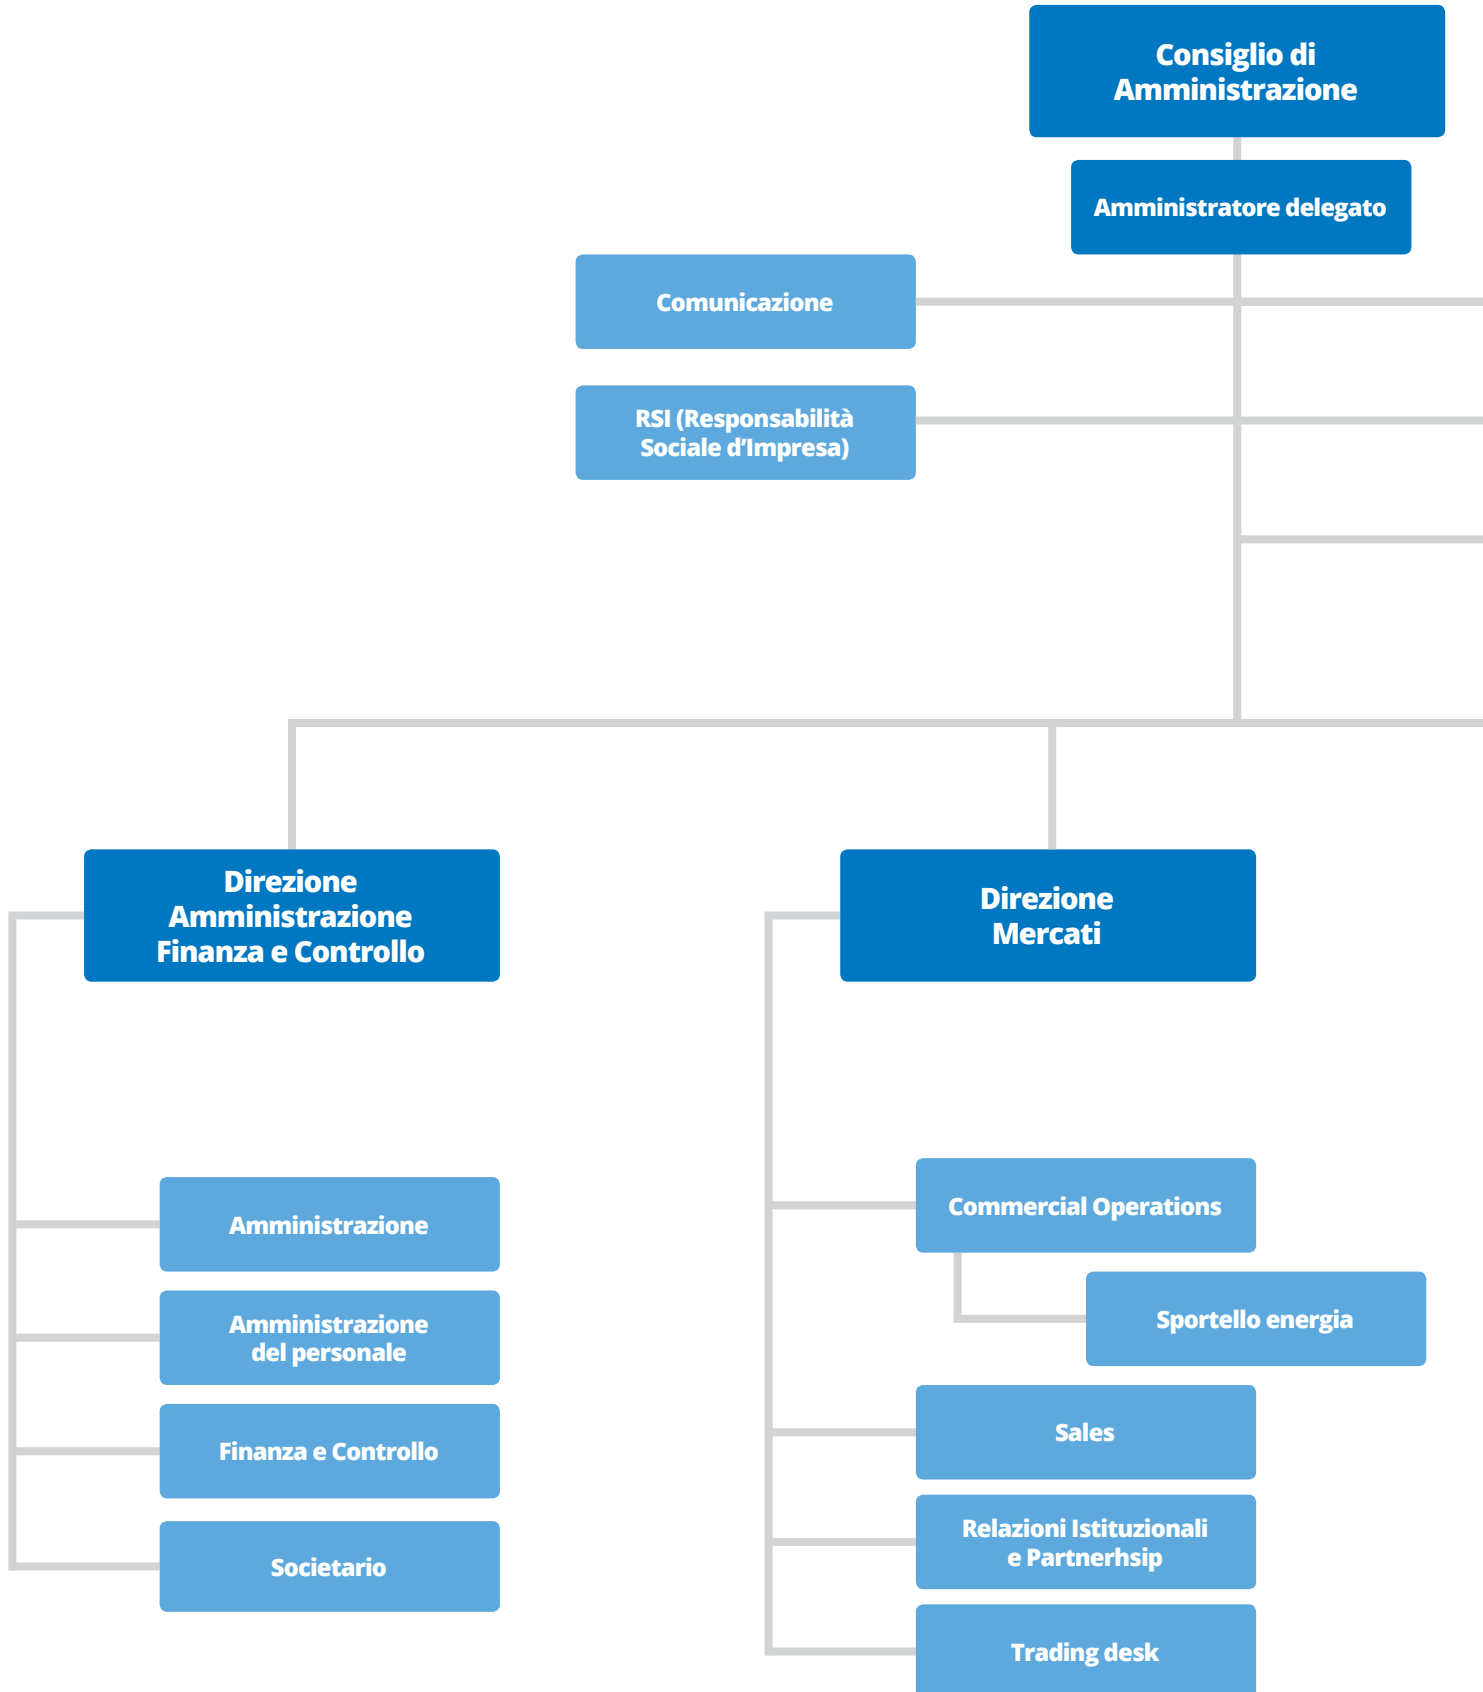 Consiglio di
Amministrazione
Amministratore delegato
Comunicazione
RSI (Responsabilità
Sociale d’Impresa)
Direzione
Amministrazione
Finanza e Controllo
Direzione
Mercati
Amministrazione
Amministrazione
del personale
Finanza e Controllo
Societario
Commercial Operations
Sportello energia
Sales
Relazioni Istituzionali
e Partnerhsip
Trading desk